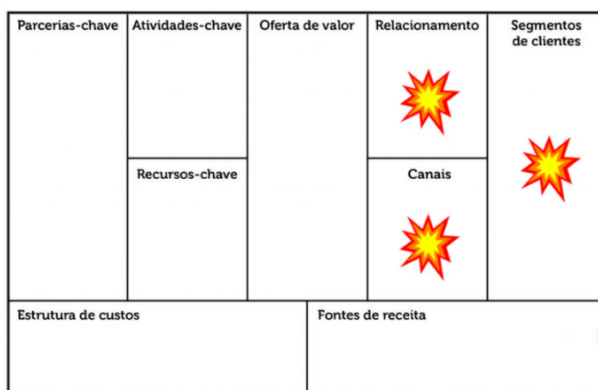 Parcerias-chave
Atividades-chave
Oferta de valor
Relacionamento
Segmentos
de clientes
Recursos-chave
Canais
Estrutura de custos
Fontes de receita